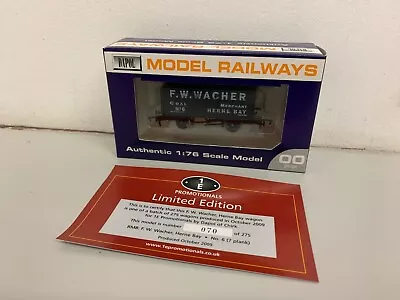 DAPOL
MODEL RAILWAYS
F.W. WACHER
COAL MERCHANT
Nº 6 HERNE BAY
Authentic 1:76 Scale Model
OO
1
E
PROMOTIONALS
Limited Edition
This is to certify that this F. W. Wacher, Herne Bay wagon
is one of a batch of 275 wagons produced in October 2009
for 1E Promotionals by Dapol of Chirk.
This model is number 070 of 275
RM8: F. W. Wacher, Herne Bay • No. 6 (7 plank)
Produced October 2009
www.1epromotionals.co.uk